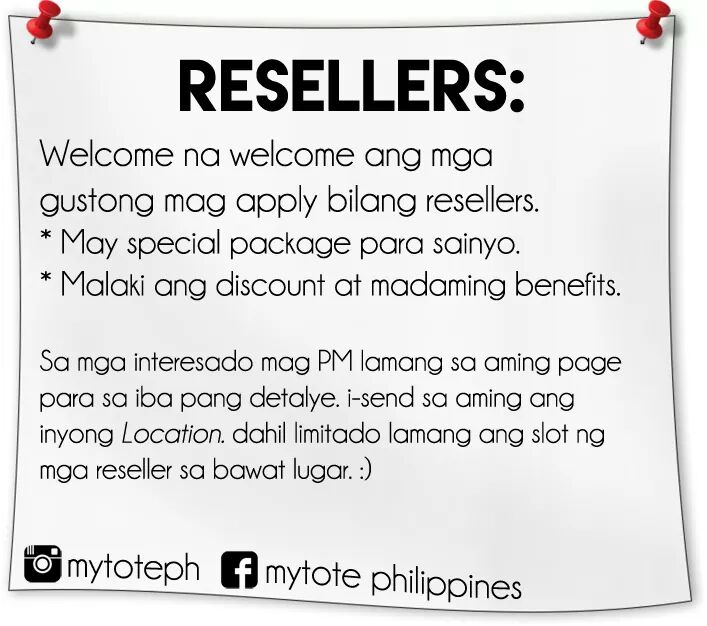 RESELLERS:
Welcome na welcome ang mga
gustong mag apply bilang resellers.
* May special package para sainyo.
* Malaki ang discount at madaming benefits.
Sa mga interesado mag PM lamang sa aming page
para sa iba pang detalye. i-send sa aming ang
inyong Location. dahil limitado lamang ang slot ng
mga reseller sa bawat lugar. :)
mytoteph mytote philippines